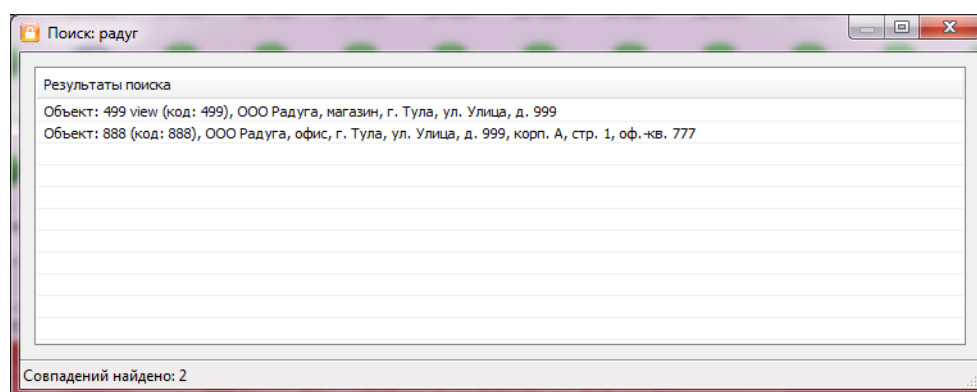 Поиск: радуг
Результаты поиска
Объект: 499 view (код: 499), ООО Радуга, магазин, г. Тула, ул. Улица, д. 999
Объект: 888 (код: 888), ООО Радуга, офис, г. Тула, ул. Улица, д. 999, корп. А, стр. 1, оф.-кв. 777
Совпадений найдено: 2